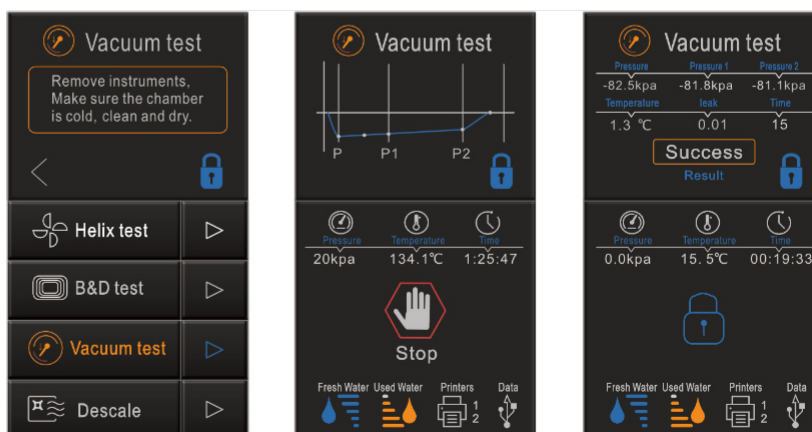 Vacuum test
Remove instruments,
Make sure the chamber
is cold, clean and dry.
Helix test
B&D test
Vacuum test
Descale
Vacuum test
P P1 P2
Pressure Temperature Time
20kpa 134.1℃ 1:25:47
Stop
Fresh Water Used Water Printers Data
1
2
Vacuum test
Pressure Pressure 1 Pressure 2
-82.5kpa -81.8kpa -81.1kpa
Temperature leak Time
1.3 ℃ 0.01 15
Success
Result
Pressure Temperature Time
0.0kpa 15.5℃ 00:19:33
Fresh Water Used Water Printers Data
1
2